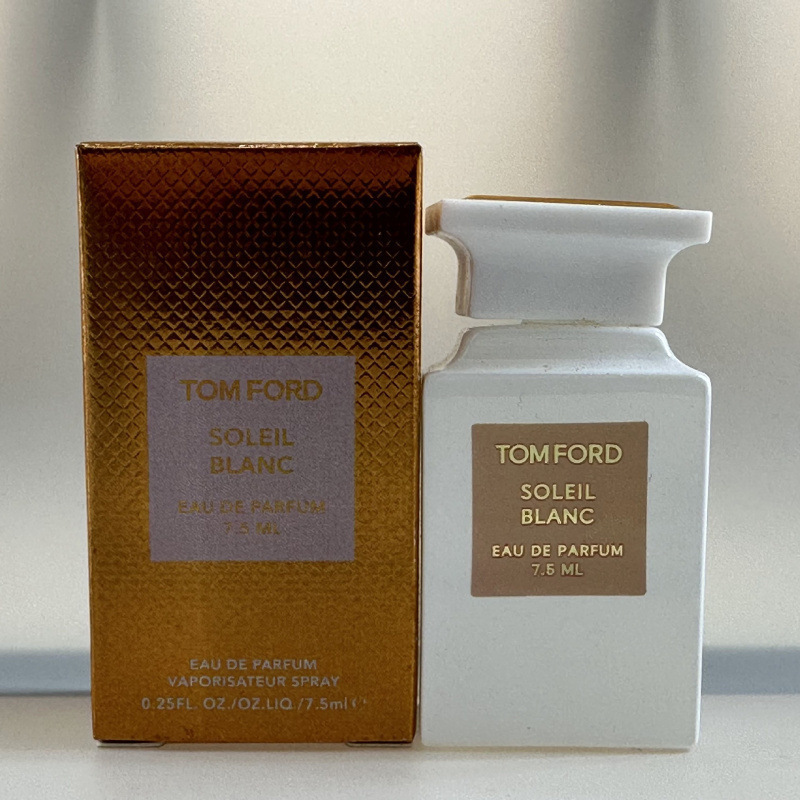 TOM FORD
SOLEIL
BLANC
EAU DE PARFUM
7.5 ML
EAU DE PARFUM
VAPORISATEUR SPRAY
0.25FL. OZ./OZ.LIQ./7.5ml
TOM FORD
SOLEIL
BLANC
EAU DE PARFUM
7.5 ML